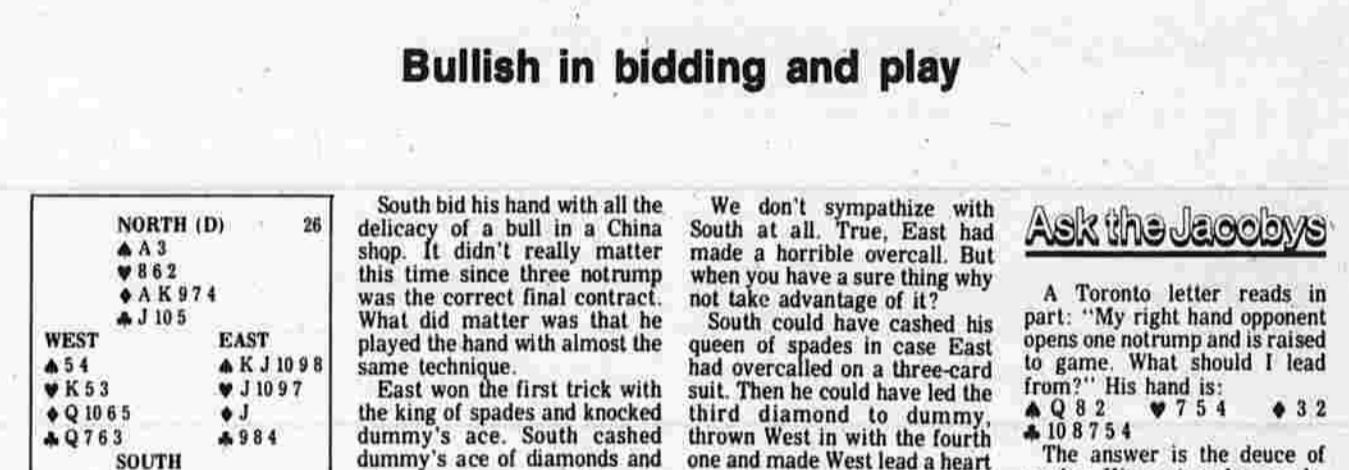 Bullish in bidding and play
NORTH (D) 26
♠ A 3
♥ 8 6 2
♦ A K 9 7 4
♣ J 10 5
WEST EAST
♠ 5 4 ♠ K J 10 9 8
♥ K 5 3 ♥ J 10 9 7
♦ Q 10 6 5 ♦ J
♣ Q 7 6 3 ♣ 9 8 4
SOUTH
South bid his hand with all the
delicacy of a bull in a China
shop. It didn't really matter
this time since three notrump
was the correct final contract.
What did matter was that he
played the hand with almost the
same technique.
East won the first trick with
the king of spades and knocked
dummy's ace. South cashed
dummy's ace of diamonds and
We don't sympathize with
South at all. True, East had
made a horrible overcall. But
when you have a sure thing why
not take advantage of it?
South could have cashed his
queen of spades in case East
had overcalled on a three-card
suit. Then he could have led the
third diamond to dummy,
thrown West in with the fourth
one and made West lead a heart
Ask the Jacobys
A Toronto letter reads in
part: "My right hand opponent
opens one notrump and is raised
to game. What should I lead
from?" His hand is:
♠ Q 8 2 ♥ 7 5 4 ♦ 3 2
♣ 10 8 7 5 4
The answer is the deuce of